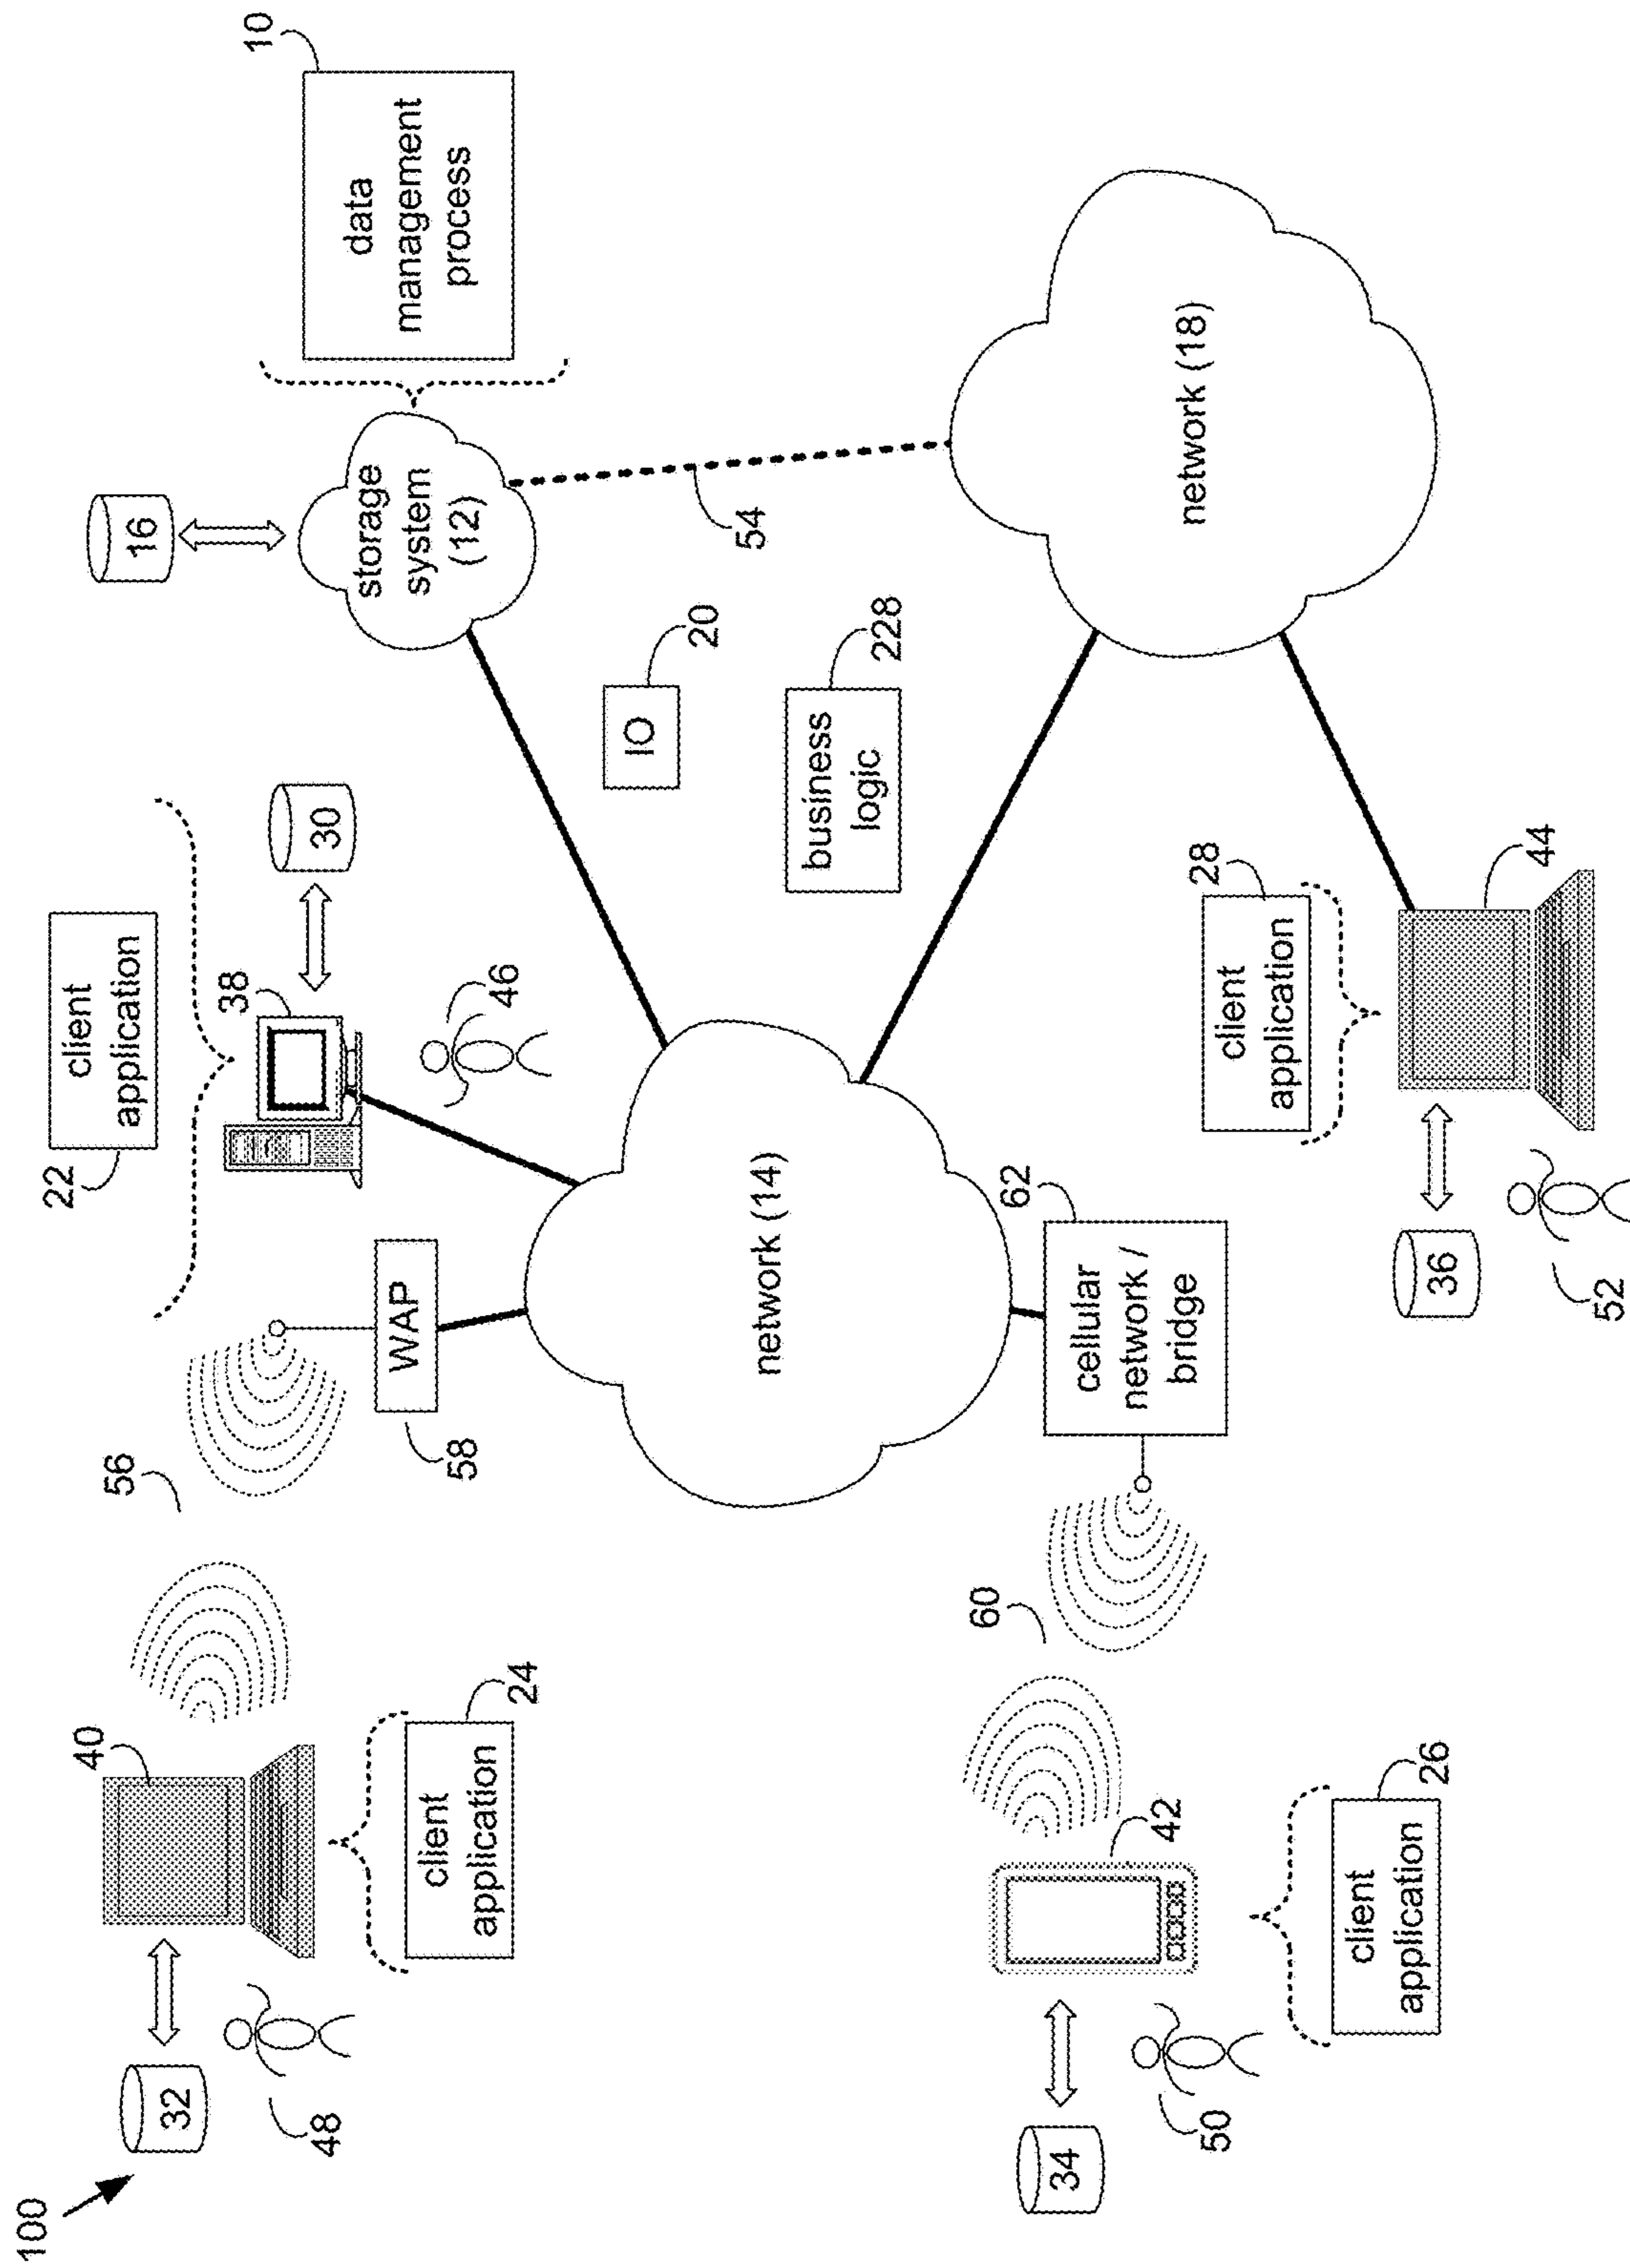 100
32
48
40
client
application
24
56
WAP
58
client
application
22
38
30
46
16
storage
system
(12)
data
management
process
10
54
IO
20
business
logic
228
network (14)
network (18)
cellular
network /
bridge
62
60
34
50
42
client
application
26
client
application
28
36
52
44